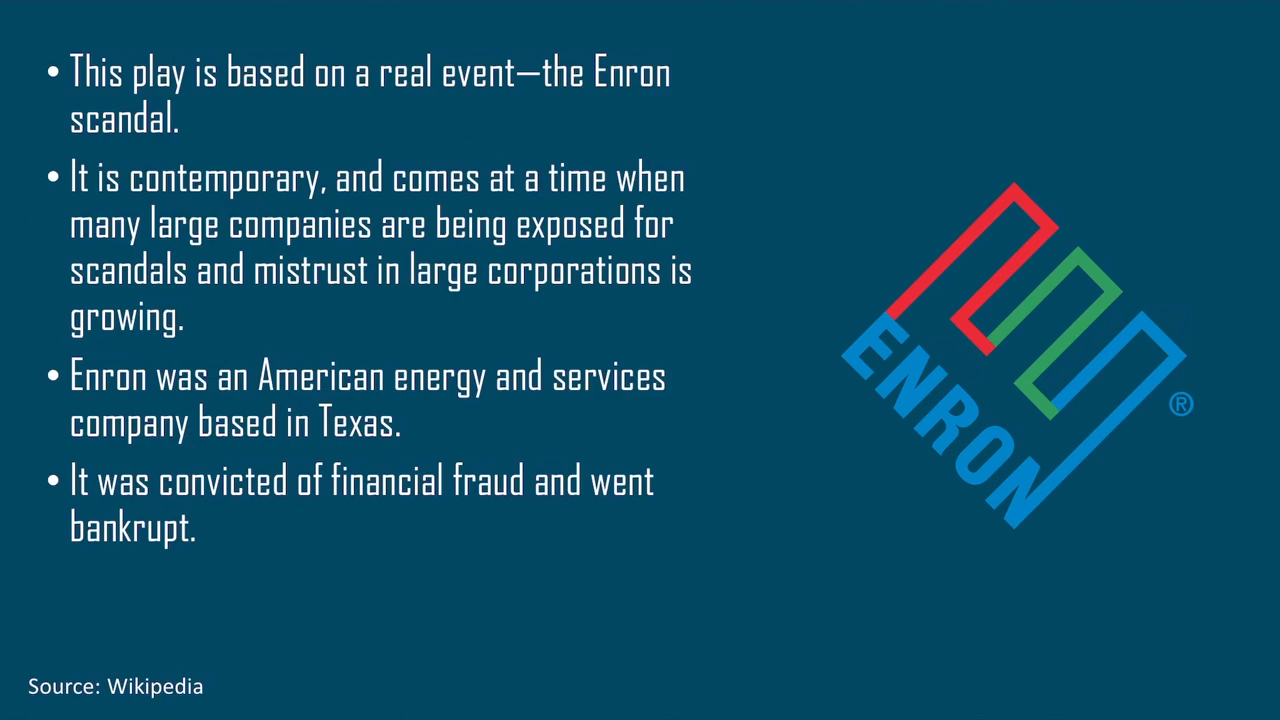 • This play is based on a real event—the Enron
scandal.
• It is contemporary, and comes at a time when
many large companies are being exposed for
scandals and mistrust in large corporations is
growing.
• Enron was an American energy and services
company based in Texas.
• It was convicted of financial fraud and went
bankrupt.
ENRON
®
Source: Wikipedia